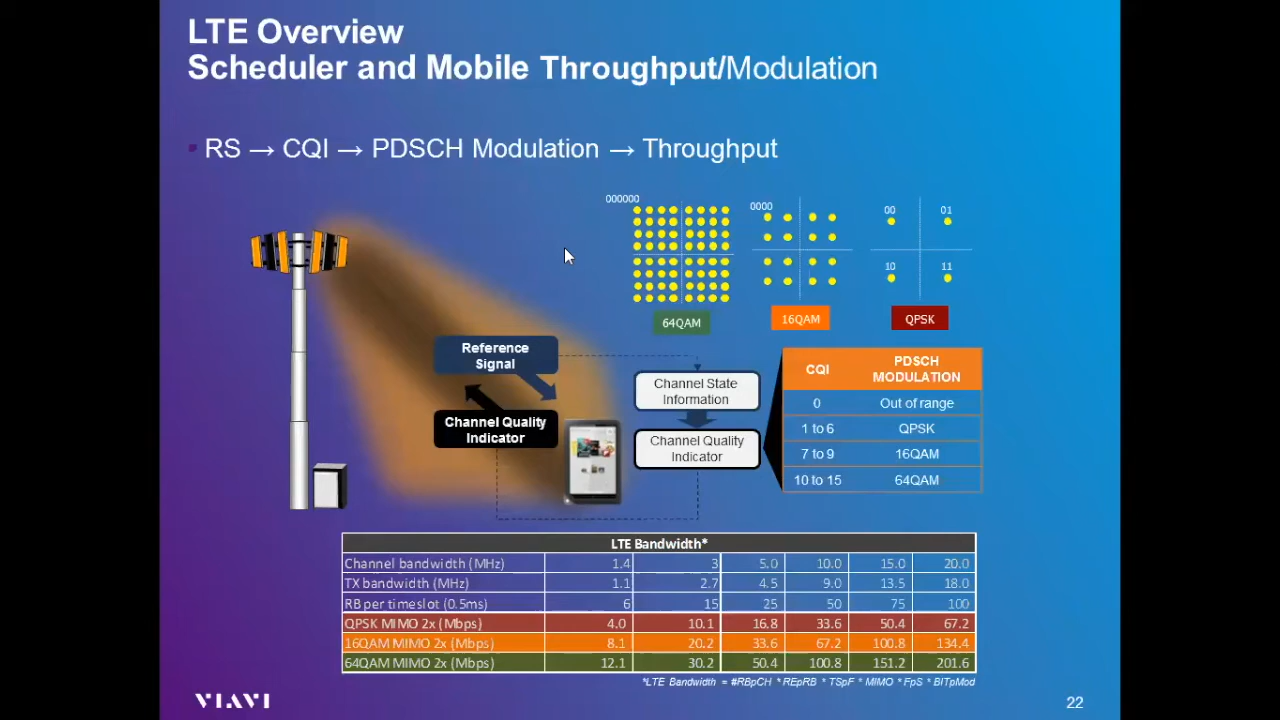 LTE Overview
Scheduler and Mobile Throughput/Modulation
RS → CQI → PDSCH Modulation → Throughput
000000
0000
00
01
10
11
64QAM
16QAM
QPSK
Reference
Signal
Channel Quality
Indicator
Channel State
Information
Channel Quality
Indicator
CQI PDSCH MODULATION
0 Out of range
1 to 6 QPSK
7 to 9 16QAM
10 to 15 64QAM
LTE Bandwidth*
Channel bandwidth (MHz) 1.4 3 5.0 10.0 15.0 20.0
TX bandwidth (MHz) 1.1 2.7 4.5 9.0 13.5 18.0
RB per timeslot (0.5ms) 6 15 25 50 75 100
QPSK MIMO 2x (Mbps) 4.0 10.1 16.8 33.6 50.4 67.2
16QAM MIMO 2x (Mbps) 8.1 20.2 33.6 67.2 100.8 134.4
64QAM MIMO 2x (Mbps) 12.1 30.2 50.4 100.8 151.2 201.6
*LTE Bandwidth = #RBpCH * REpRB * TSpF * MIMO * FpS * BITpMod
VIAVI
22